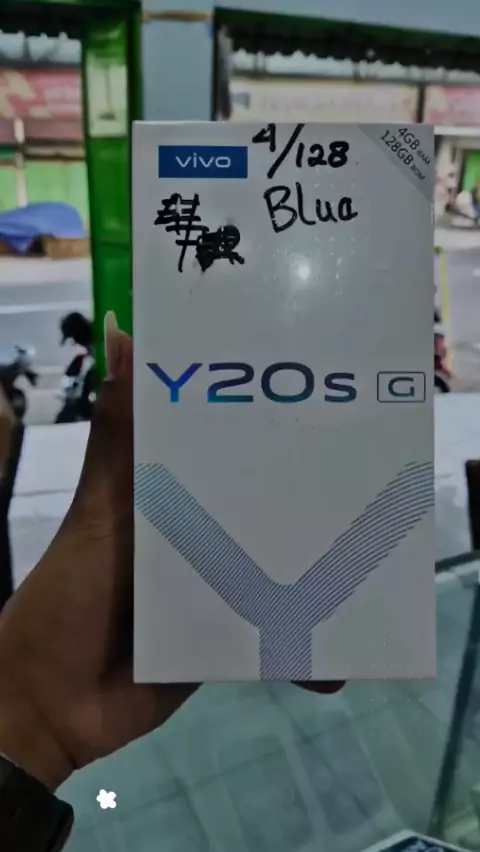 vivo
4/128
Blue
4GB RAM
128GB ROM
Y20s G